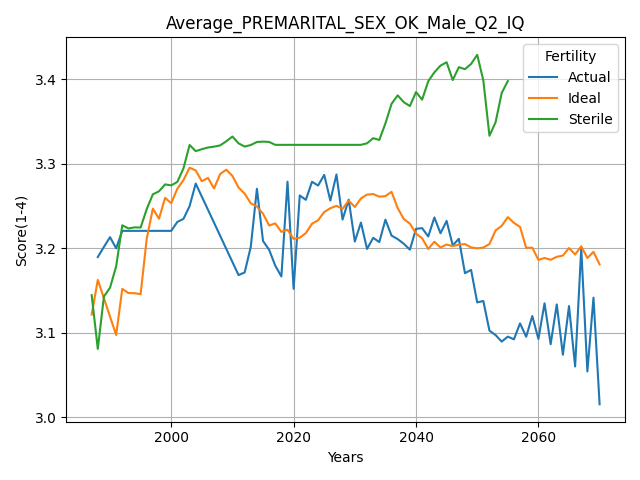 Average_PREMARITAL_SEX_OK_Male_Q2_IQ
Fertility
Actual
Ideal
Sterile
Score(1-4)
3.4
3.3
3.2
3.1
3.0
2000 2020 2040 2060
Years